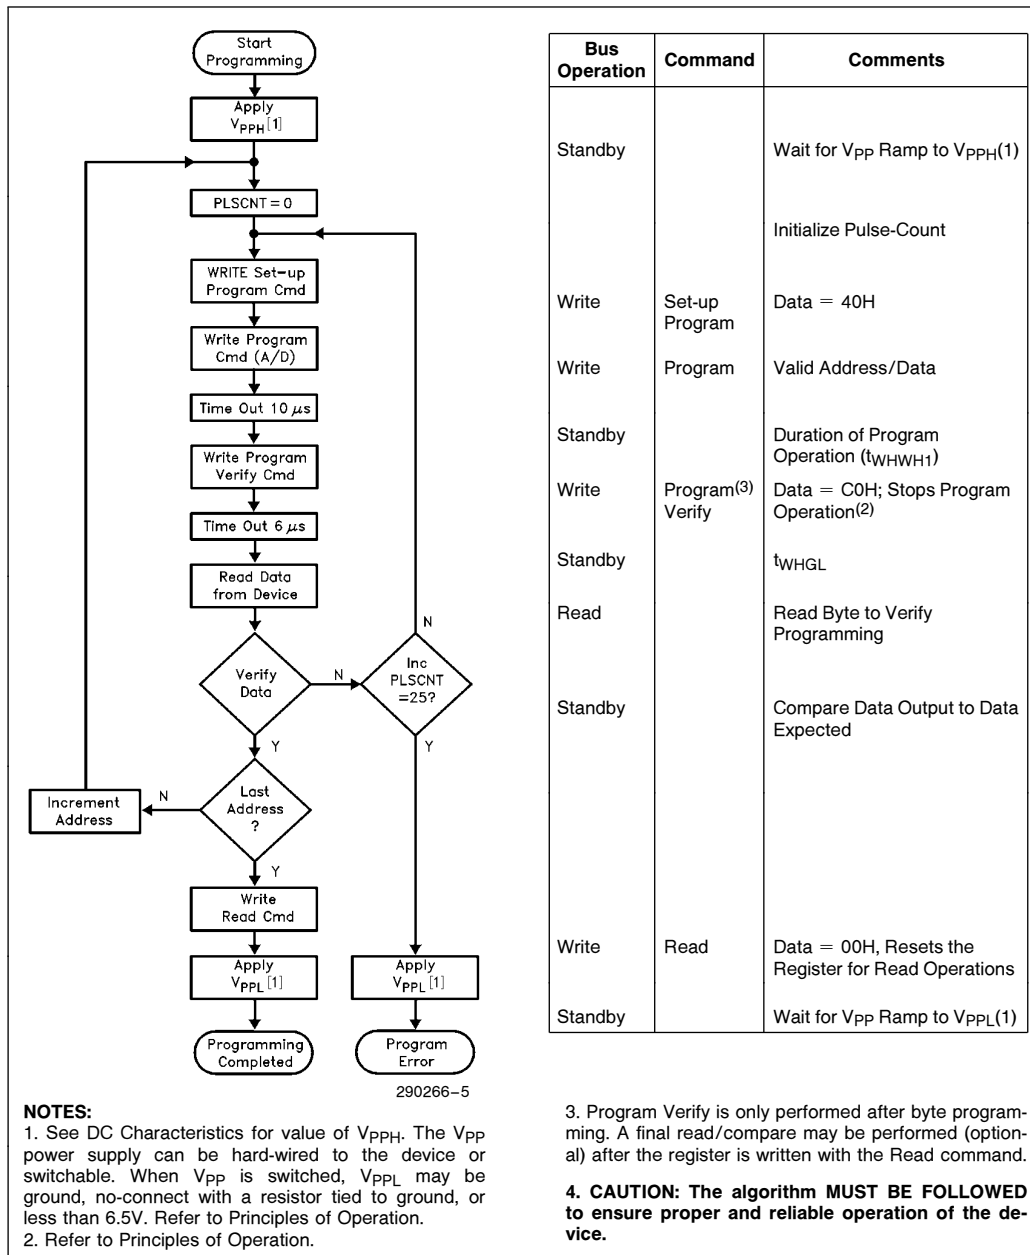 Start
Programming
Apply
VPPH[1]
PLSCNT = 0
WRITE Set-up
Program Cmd
Write Program
Cmd (A/D)
Time Out 10 μs
Write Program
Verify Cmd
Time Out 6 μs
Read Data
from Device
Verify
Data
N
Inc
PLSCNT
=25?
N
Y
Y
Last
Address
?
N
Increment
Address
Y
Write
Read Cmd
Apply
VPPL[1]
Apply
VPPL[1]
Programming
Completed
Program
Error
290266–5
Bus
Operation
Command
Comments
Standby
Wait for VPP Ramp to VPPH(1)
Initialize Pulse-Count
Write
Set-up
Program
Data = 40H
Write
Program
Valid Address/Data
Standby
Duration of Program
Operation (tWHWH1)
Write
Program(3)
Verify
Data = C0H; Stops Program
Operation(2)
Standby
tWHGL
Read
Read Byte to Verify
Programming
Standby
Compare Data Output to Data
Expected
Write
Read
Data = 00H, Resets the
Register for Read Operations
Standby
Wait for VPP Ramp to VPPL(1)
NOTES:
1. See DC Characteristics for value of VPPH. The VPP
power supply can be hard-wired to the device or
switchable. When VPP is switched, VPPL may be
ground, no-connect with a resistor tied to ground, or
less than 6.5V. Refer to Principles of Operation.
2. Refer to Principles of Operation.
3. Program Verify is only performed after byte program-
ming. A final read/compare may be performed (option-
al) after the register is written with the Read command.
4. CAUTION: The algorithm MUST BE FOLLOWED
to ensure proper and reliable operation of the de-
vice.